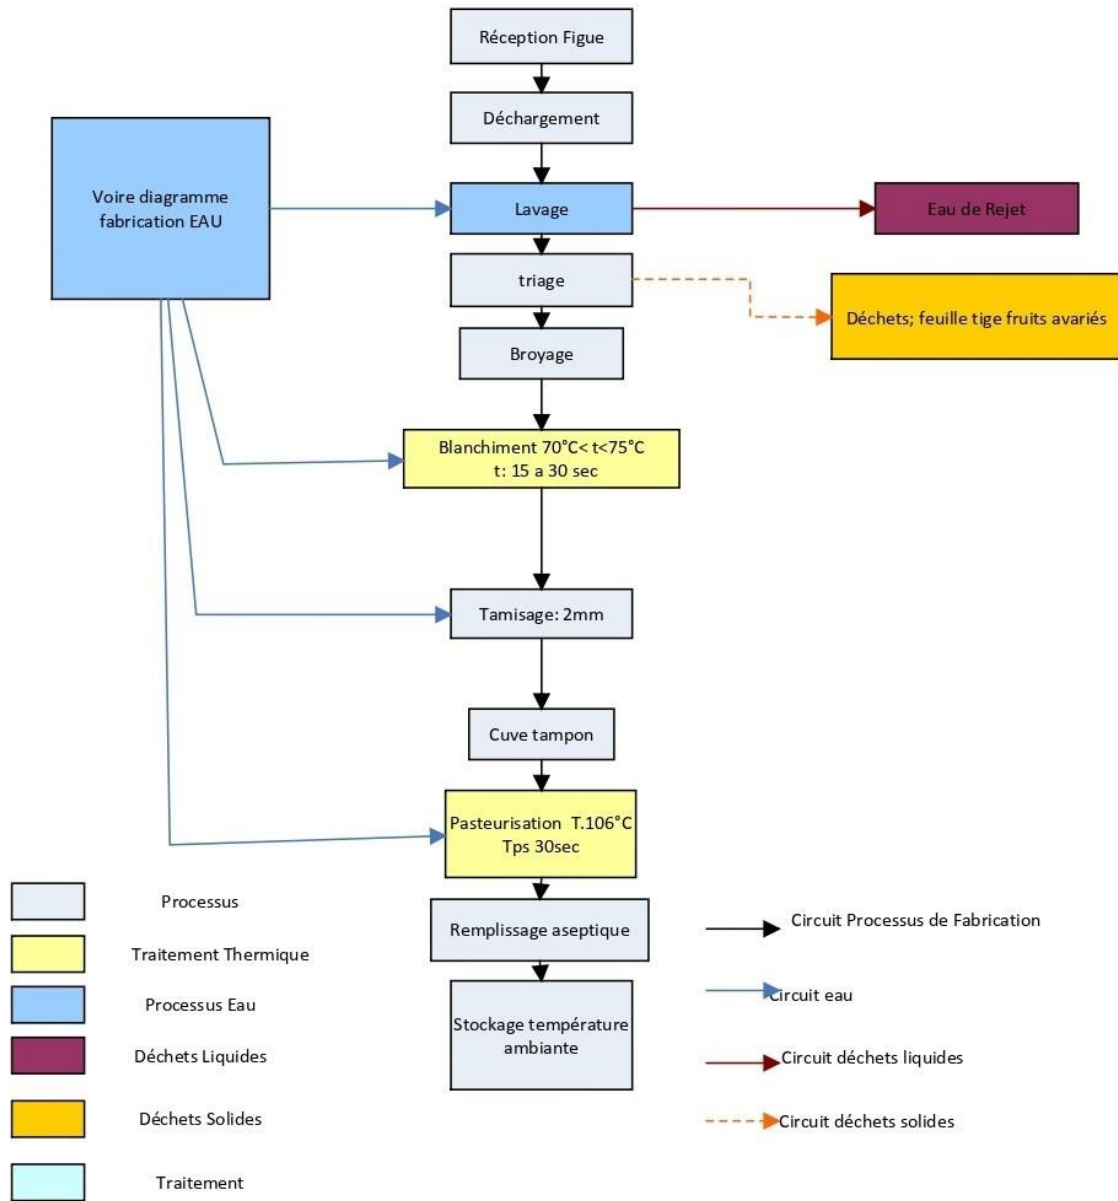 Réception Figue
Déchargement
Voire diagramme
fabrication EAU
Lavage
Eau de Rejet
triage
Déchets; feuille tige fruits avariés
Broyage
Blanchiment 70°C< t<75°C
t: 15 a 30 sec
Tamisage: 2mm
Cuve tampon
Pasteurisation T.106°C
Tps 30sec
Remplissage aseptique
Stockage température
ambiante
Processus
Traitement Thermique
Processus Eau
Déchets Liquides
Déchets Solides
Traitement
Circuit Processus de Fabrication
Circuit eau
Circuit déchets liquides
Circuit déchets solides